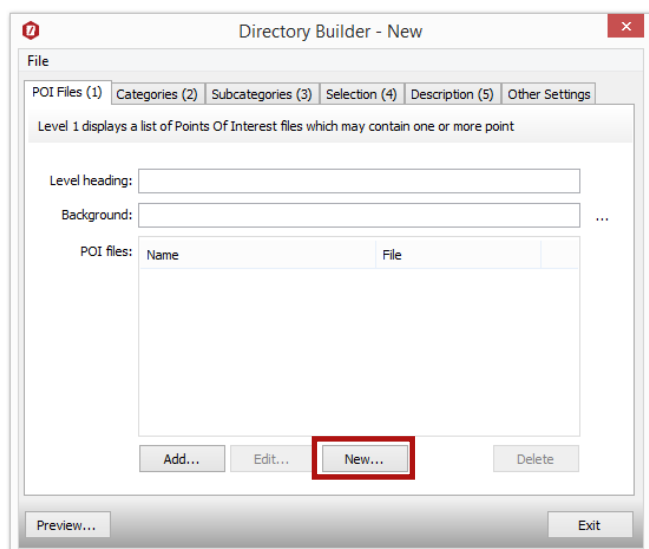 Directory Builder - New
File
POI Files (1) Categories (2) Subcategories (3) Selection (4) Description (5) Other Settings
Level 1 displays a list of Points Of Interest files which may contain one or more point
Level heading:
Background: ...
POI files: Name File
Add... Edit... New... Delete
Preview... Exit